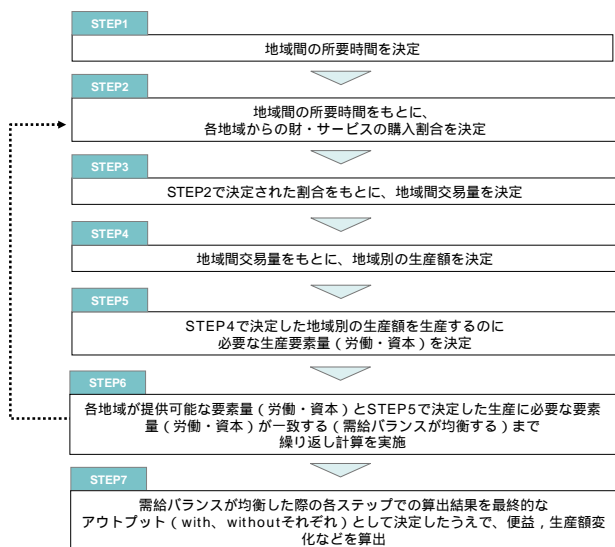 STEP1
地域間の所要時間を決定
STEP2
地域間の所要時間をもとに、
各地域からの財・サービスの購入割合を決定
STEP3
STEP2で決定された割合をもとに、地域間交易量を決定
STEP4
地域間交易量をもとに、地域別の生産額を決定
STEP5
STEP4で決定した地域別の生産額を生産するのに
必要な生産要素量（労働・資本）を決定
STEP6
各地域が提供可能な要素量（労働・資本）とSTEP5で決定した生産に必要な要素
量（労働・資本）が一致する（需給バランスが均衡する）まで
繰り返し計算を実施
STEP7
需給バランスが均衡した際の各ステップでの算出結果を最終的な
アウトプット（with、withoutそれぞれ）として決定したうえで、便益，生産額変
化などを算出